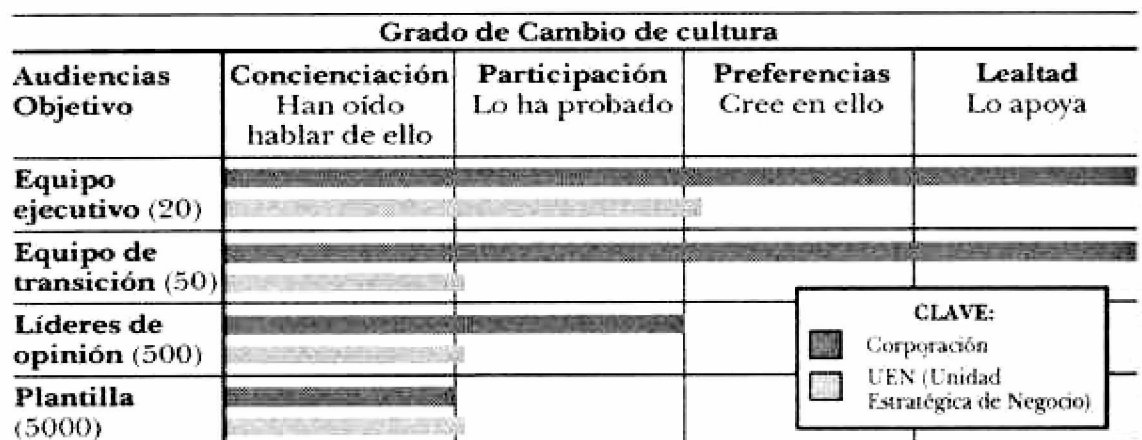 Grado de Cambio de cultura
Audiencias
Objetivo
Concienciación
Han oído
hablar de ello
Participación
Lo ha probado
Preferencias
Cree en ello
Lealtad
Lo apoya
Equipo
ejecutivo (20)
Equipo de
transición (50)
Líderes de
opinión (500)
Plantilla
(5000)
CLAVE:
Corporación
UEN (Unidad
Estratégica de Negocio)